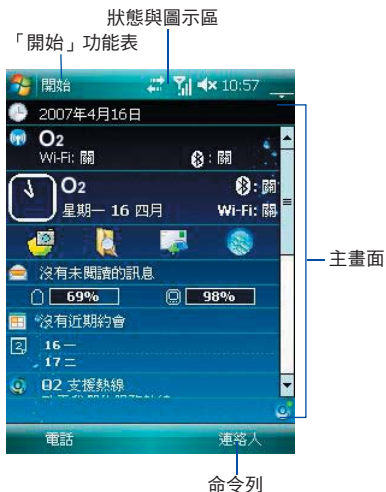 狀態與圖示區
「開始」功能表
開始 10:57
2007年4月16日
O2
Wi-Fi: 關 : 關
O2 : 關
星期一 16 四月 Wi-Fi: 關
沒有未閱讀的訊息
69% 98%
沒有近期約會
2 16 一
17 二
O2 支援熱線
主畫面
電話 連絡人
命令列